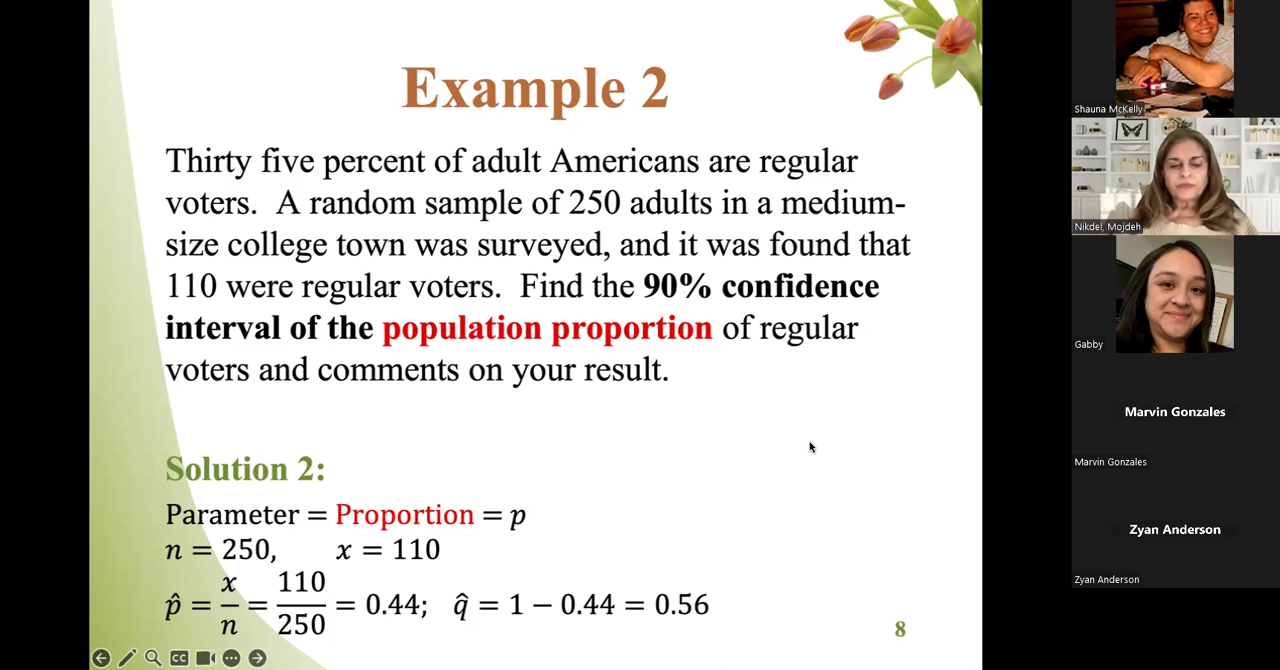 Example 2
Thirty five percent of adult Americans are regular
voters. A random sample of 250 adults in a medium-
size college town was surveyed, and it was found that
110 were regular voters. Find the 90% confidence
interval of the population proportion of regular
voters and comments on your result.
Solution 2:
Parameter = Proportion = p
n = 250, x = 110
p̂ = x/n = 110/250 = 0.44; q̂ = 1 − 0.44 = 0.56
8
CC
Shauna McKelly
Nikdel, Mojdeh
Gabby
Marvin Gonzales
Marvin Gonzales
Zyan Anderson
Zyan Anderson